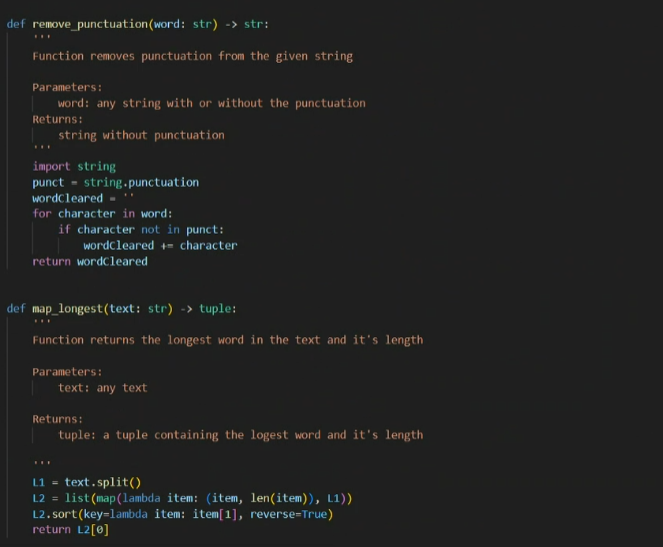 def remove_punctuation(word: str) -> str:
    '''
    Function removes punctuation from the given string

    Parameters:
        word: any string with or without the punctuation
    Returns:
        string without punctuation
    '''
    import string
    punct = string.punctuation
    wordCleared = ''
    for character in word:
        if character not in punct:
            wordCleared += character
    return wordCleared

def map_longest(text: str) -> tuple:
    '''
    Function returns the longest word in the text and it's length

    Parameters:
        text: any text

    Returns:
        tuple: a tuple containing the logest word and it's length

    '''
    L1 = text.split()
    L2 = list(map(lambda item: (item, len(item)), L1))
    L2.sort(key=lambda item: item[1], reverse=True)
    return L2[0]